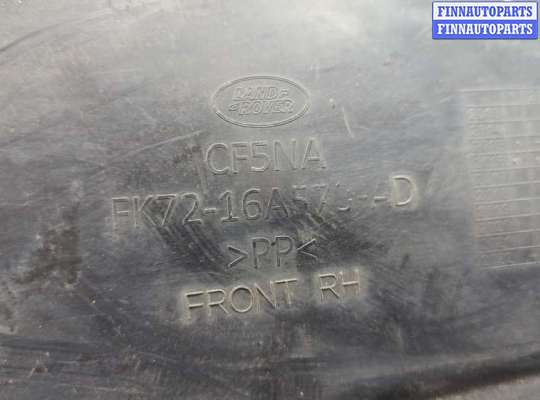 FINNAUTOPARTS
FINNAUTOPARTS
LAND ROVER
CF5NA
>PP<
FRONT RH